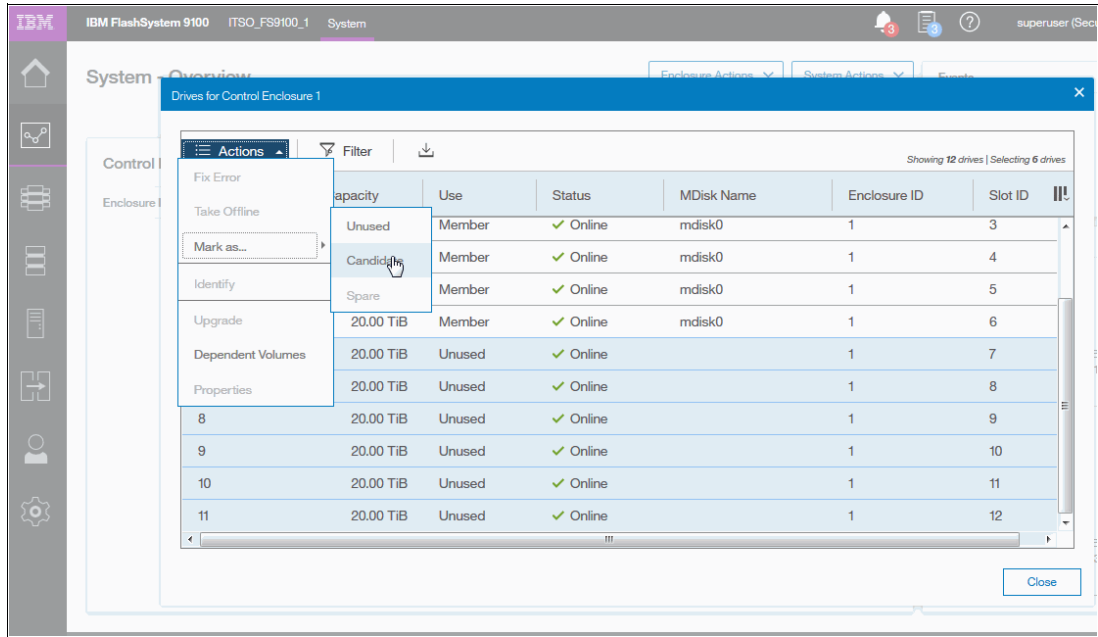 IBM IBM FlashSystem 9100 ITSO_FS9100_1 System 3 3 ? superuser (Secu
System - Overview Enclosure Actions System Actions Events
Drives for Control Enclosure 1
Actions Filter
Showing 12 drives | Selecting 6 drives
Control
Enclosure
Fix Error
Take Offline
Mark as...
Identify
Upgrade
Dependent Volumes
Properties
Unused
Candidate
Spare
apacity Use Status MDisk Name Enclosure ID Slot ID
Member Online mdisk0 1 3
Member Online mdisk0 1 4
Member Online mdisk0 1 5
20.00 TiB Member Online mdisk0 1 6
20.00 TiB Unused Online 1 7
20.00 TiB Unused Online 1 8
8 20.00 TiB Unused Online 1 9
9 20.00 TiB Unused Online 1 10
10 20.00 TiB Unused Online 1 11
11 20.00 TiB Unused Online 1 12
Close